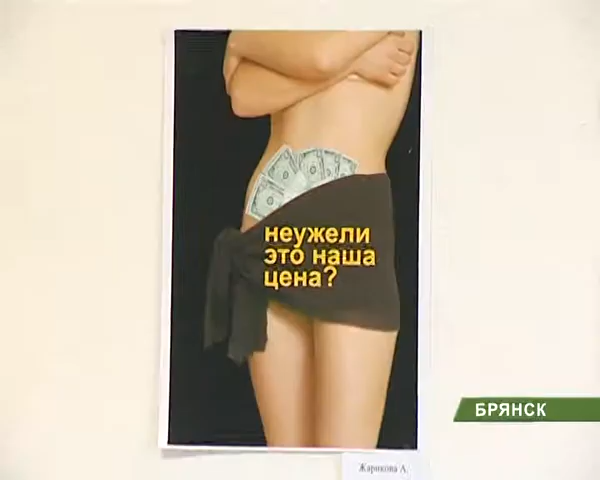 неужели
это наша
цена?
БРЯНСК
Жарикова А.